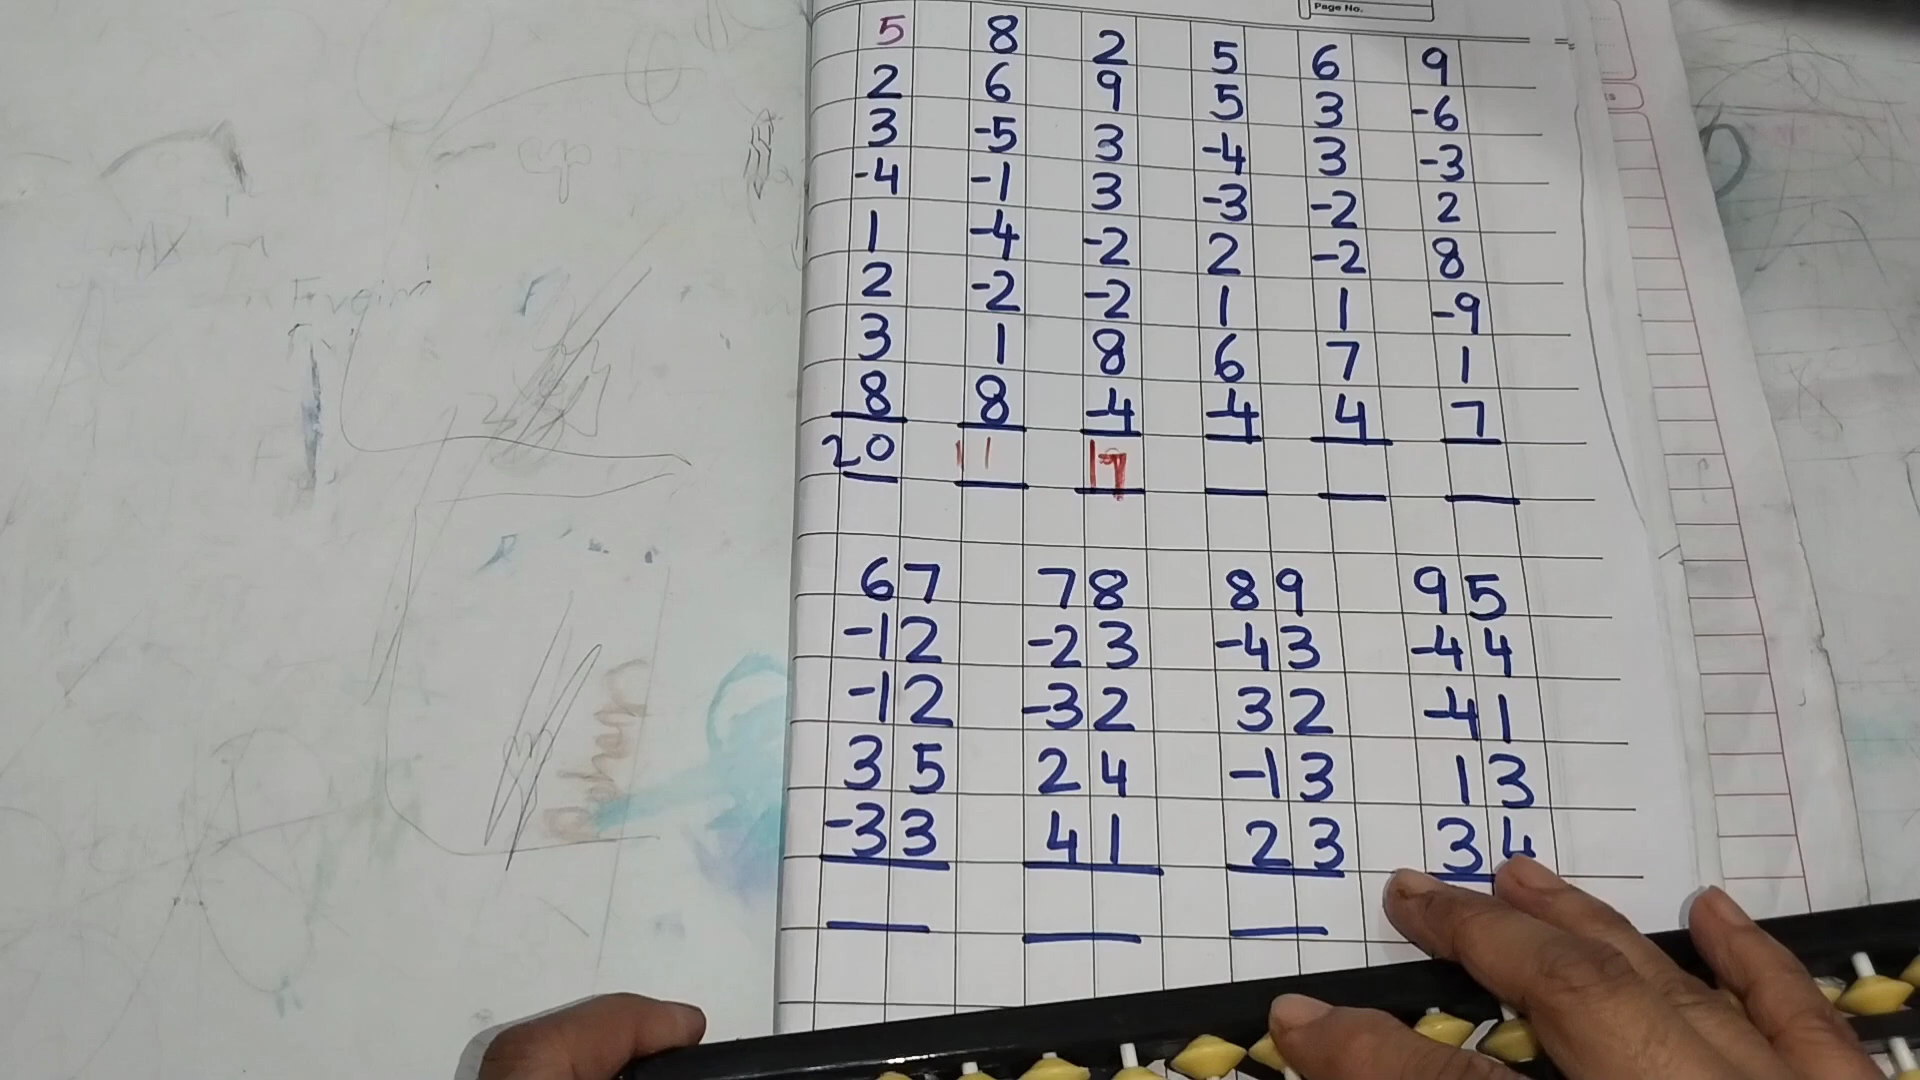 Page No.
5 8 2 5 6 9
2 6 9 5 3 -6
3 -5 3 -4 3 -3
-4 -1 3 -3 -2 2
1 -4 -2 2 -2 8
2 -2 -2 1 1 -9
3 1 8 6 7 1
8 8 -4 -4 4 7
20 11 17
67 78 89 95
-12 -23 -43 -44
-12 -32 32 -41
35 24 -13 13
-33 41 23 34